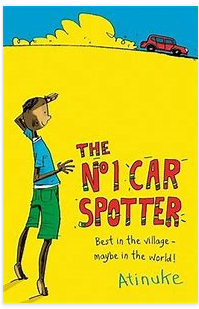 THE
Nº1 CAR
SPOTTER
Best in the village –
maybe in the world!
Atinuke